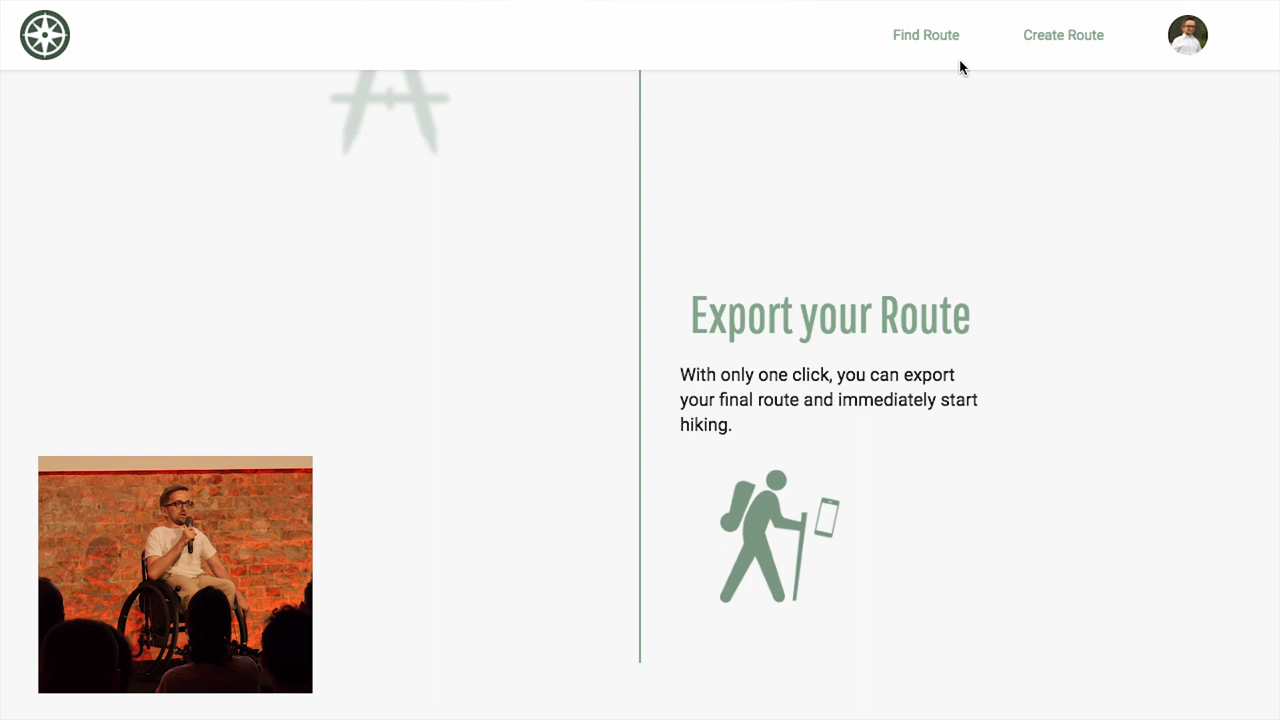 Find Route
Create Route
Export your Route
With only one click, you can export
your final route and immediately start
hiking.